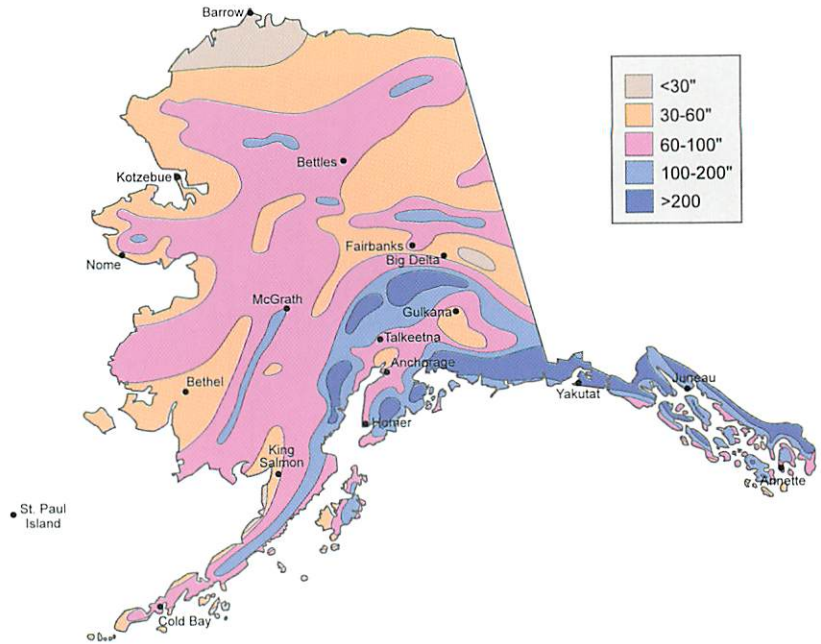 Barrow
<30"
30-60"
60-100"
100-200"
>200
Bettles
Kotzebue
Fairbanks
Big Delta
Nome
McGrath
Gulkana
Talkeetna
Anchorage
Bethel
Yakutat
Juneau
Homer
King
Salmon
Annette
St. Paul
Island
Cold Bay